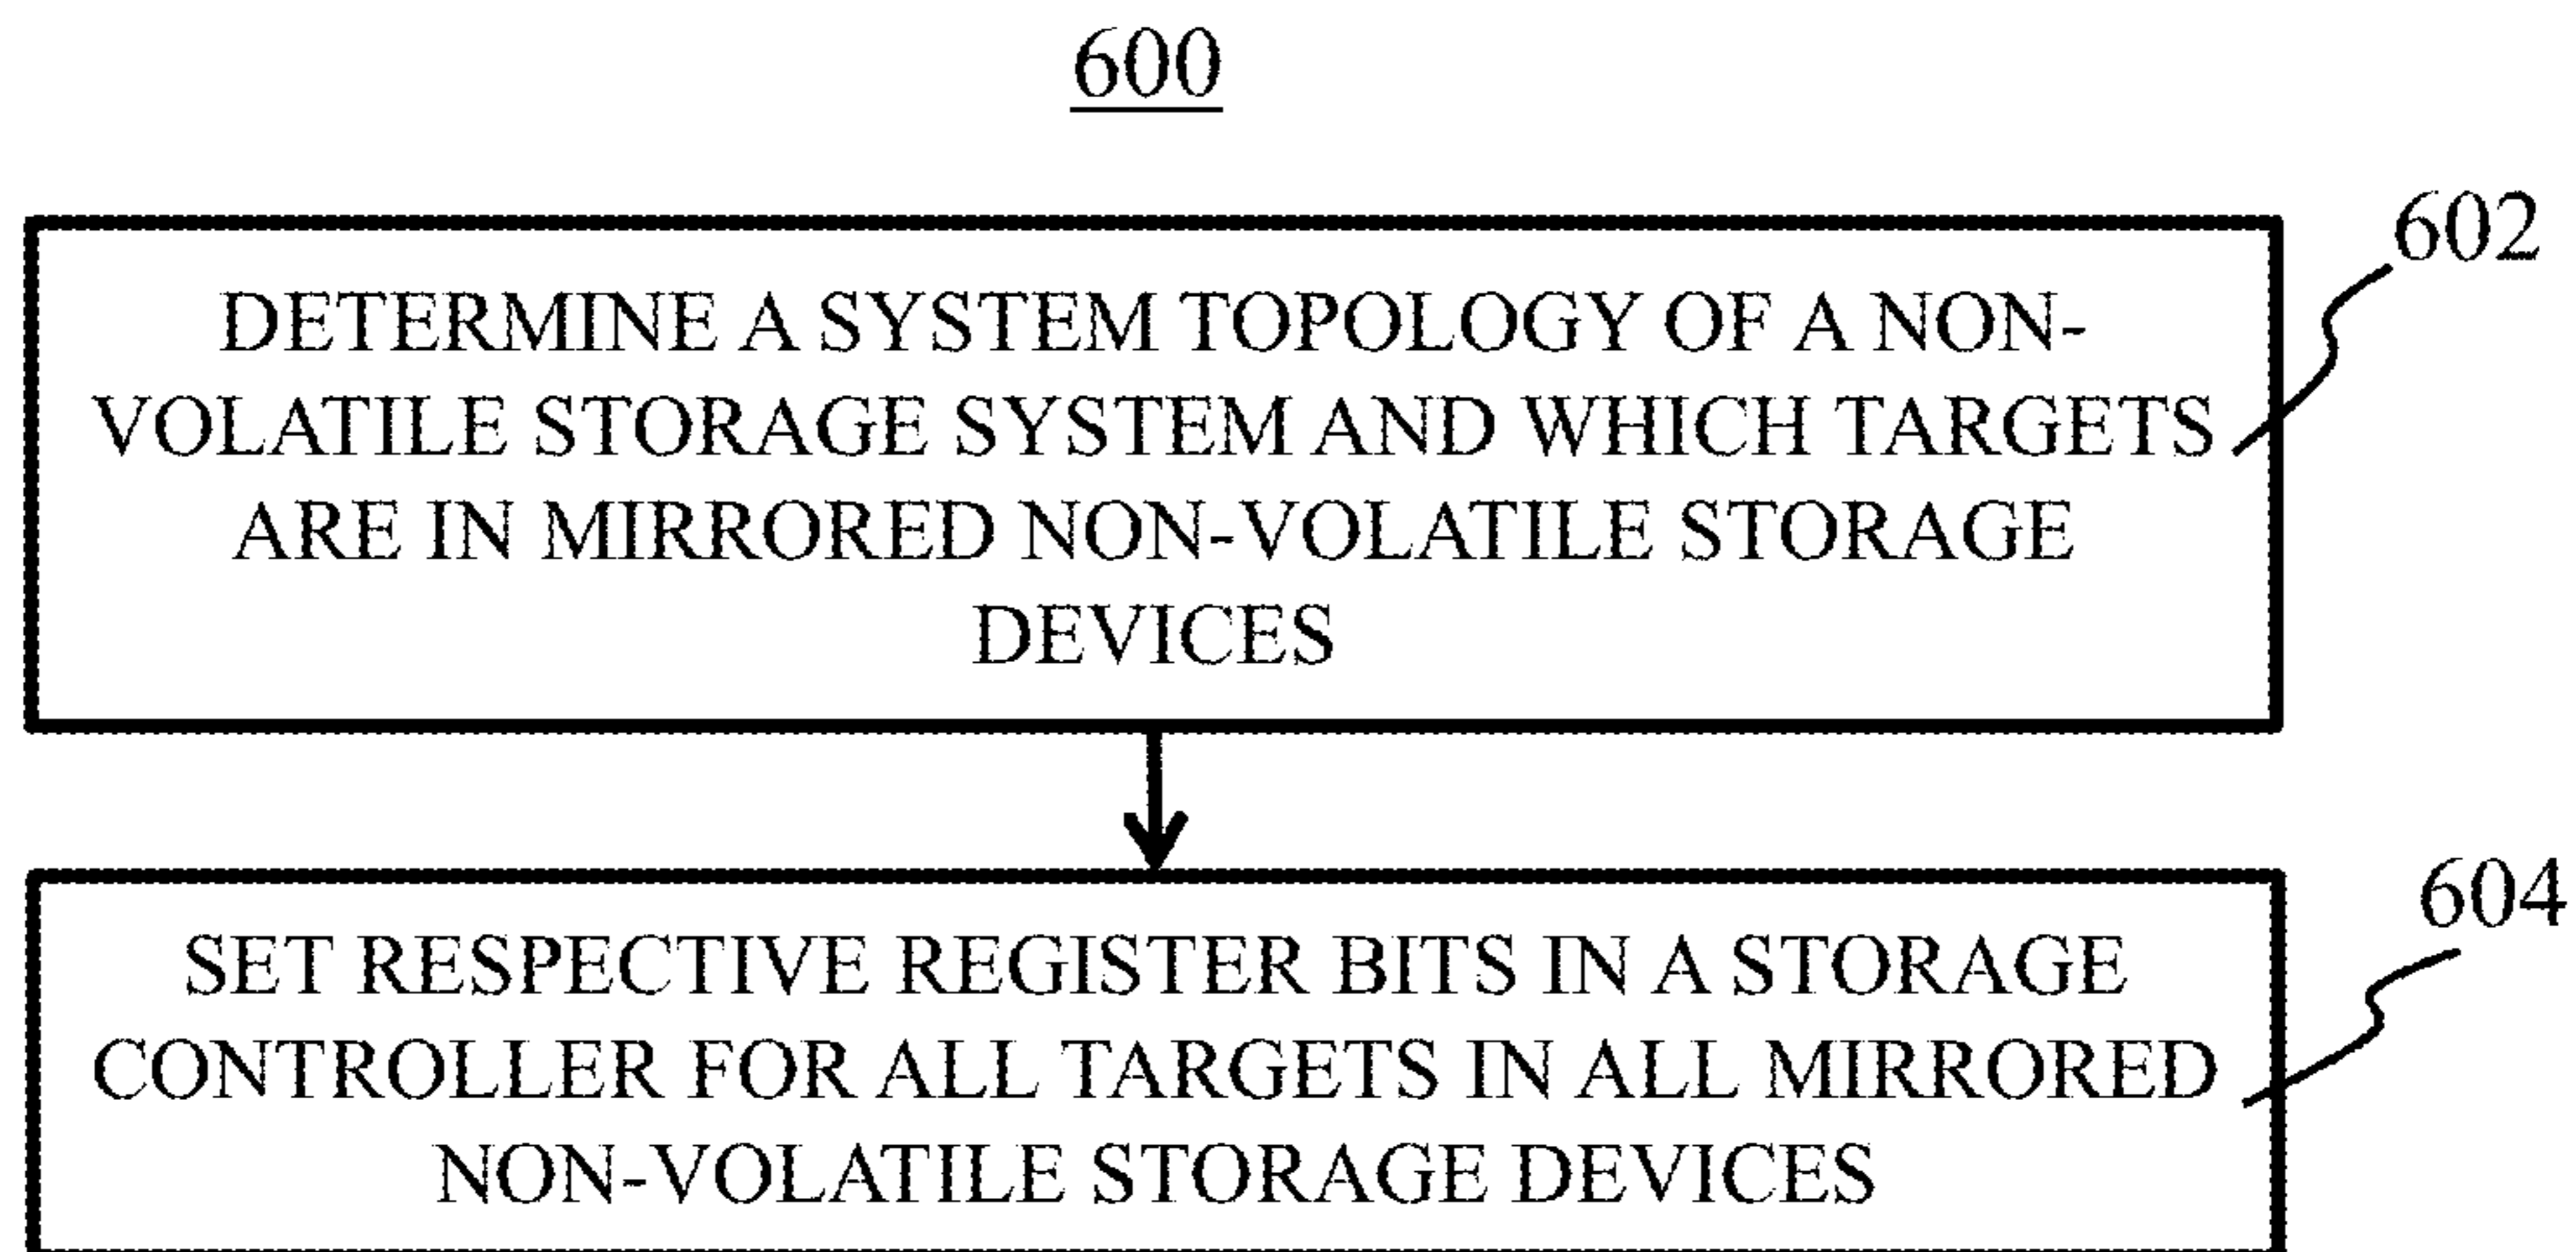 600
602
DETERMINE A SYSTEM TOPOLOGY OF A NON-
VOLATILE STORAGE SYSTEM AND WHICH TARGETS
ARE IN MIRRORED NON-VOLATILE STORAGE
DEVICES
604
SET RESPECTIVE REGISTER BITS IN A STORAGE
CONTROLLER FOR ALL TARGETS IN ALL MIRRORED
NON-VOLATILE STORAGE DEVICES